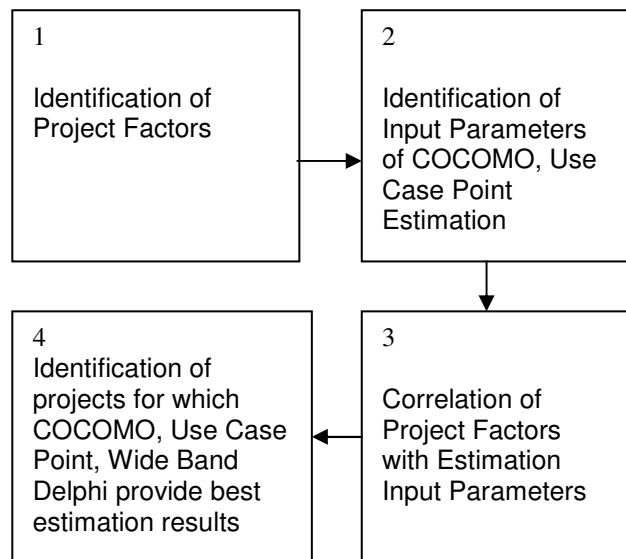 1
Identification of
Project Factors
2
Identification of
Input Parameters
of COCOMO, Use
Case Point
Estimation
3
Correlation of
Project Factors
with Estimation
Input Parameters
4
Identification of
projects for which
COCOMO, Use Case
Point, Wide Band
Delphi provide best
estimation results